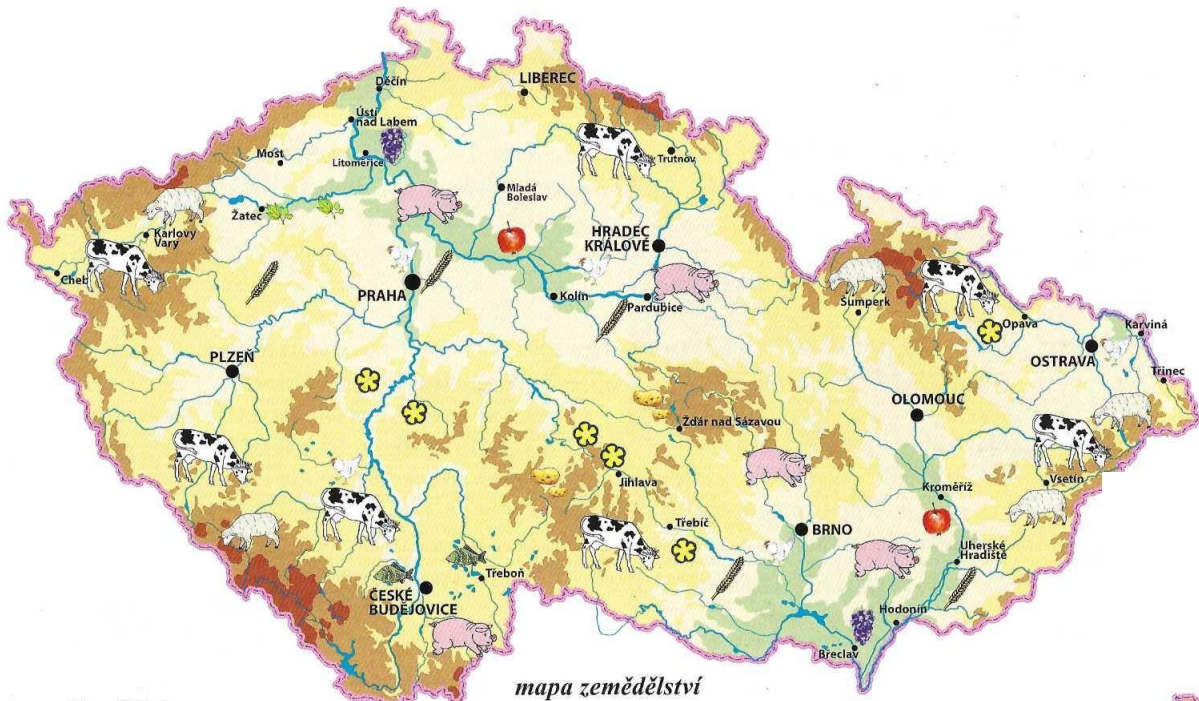 Děčín
LIBEREC
Ústí
nad Labem
Most
Litoměřice
Trutnov
Mladá
Boleslav
Žatec
Karlovy
Vary
HRADEC
KRÁLOVÉ
Cheb
PRAHA
Kolín
Pardubice
Šumperk
Opava
Karviná
OSTRAVA
PLZEŇ
Třinec
OLOMOUC
Žďár nad Sázavou
Jihlava
Vsetín
Kroměříž
Třebíč
BRNO
Uherské
Hradiště
Třeboň
ČESKÉ
BUDĚJOVICE
Hodonín
Břeclav
mapa zemědělství